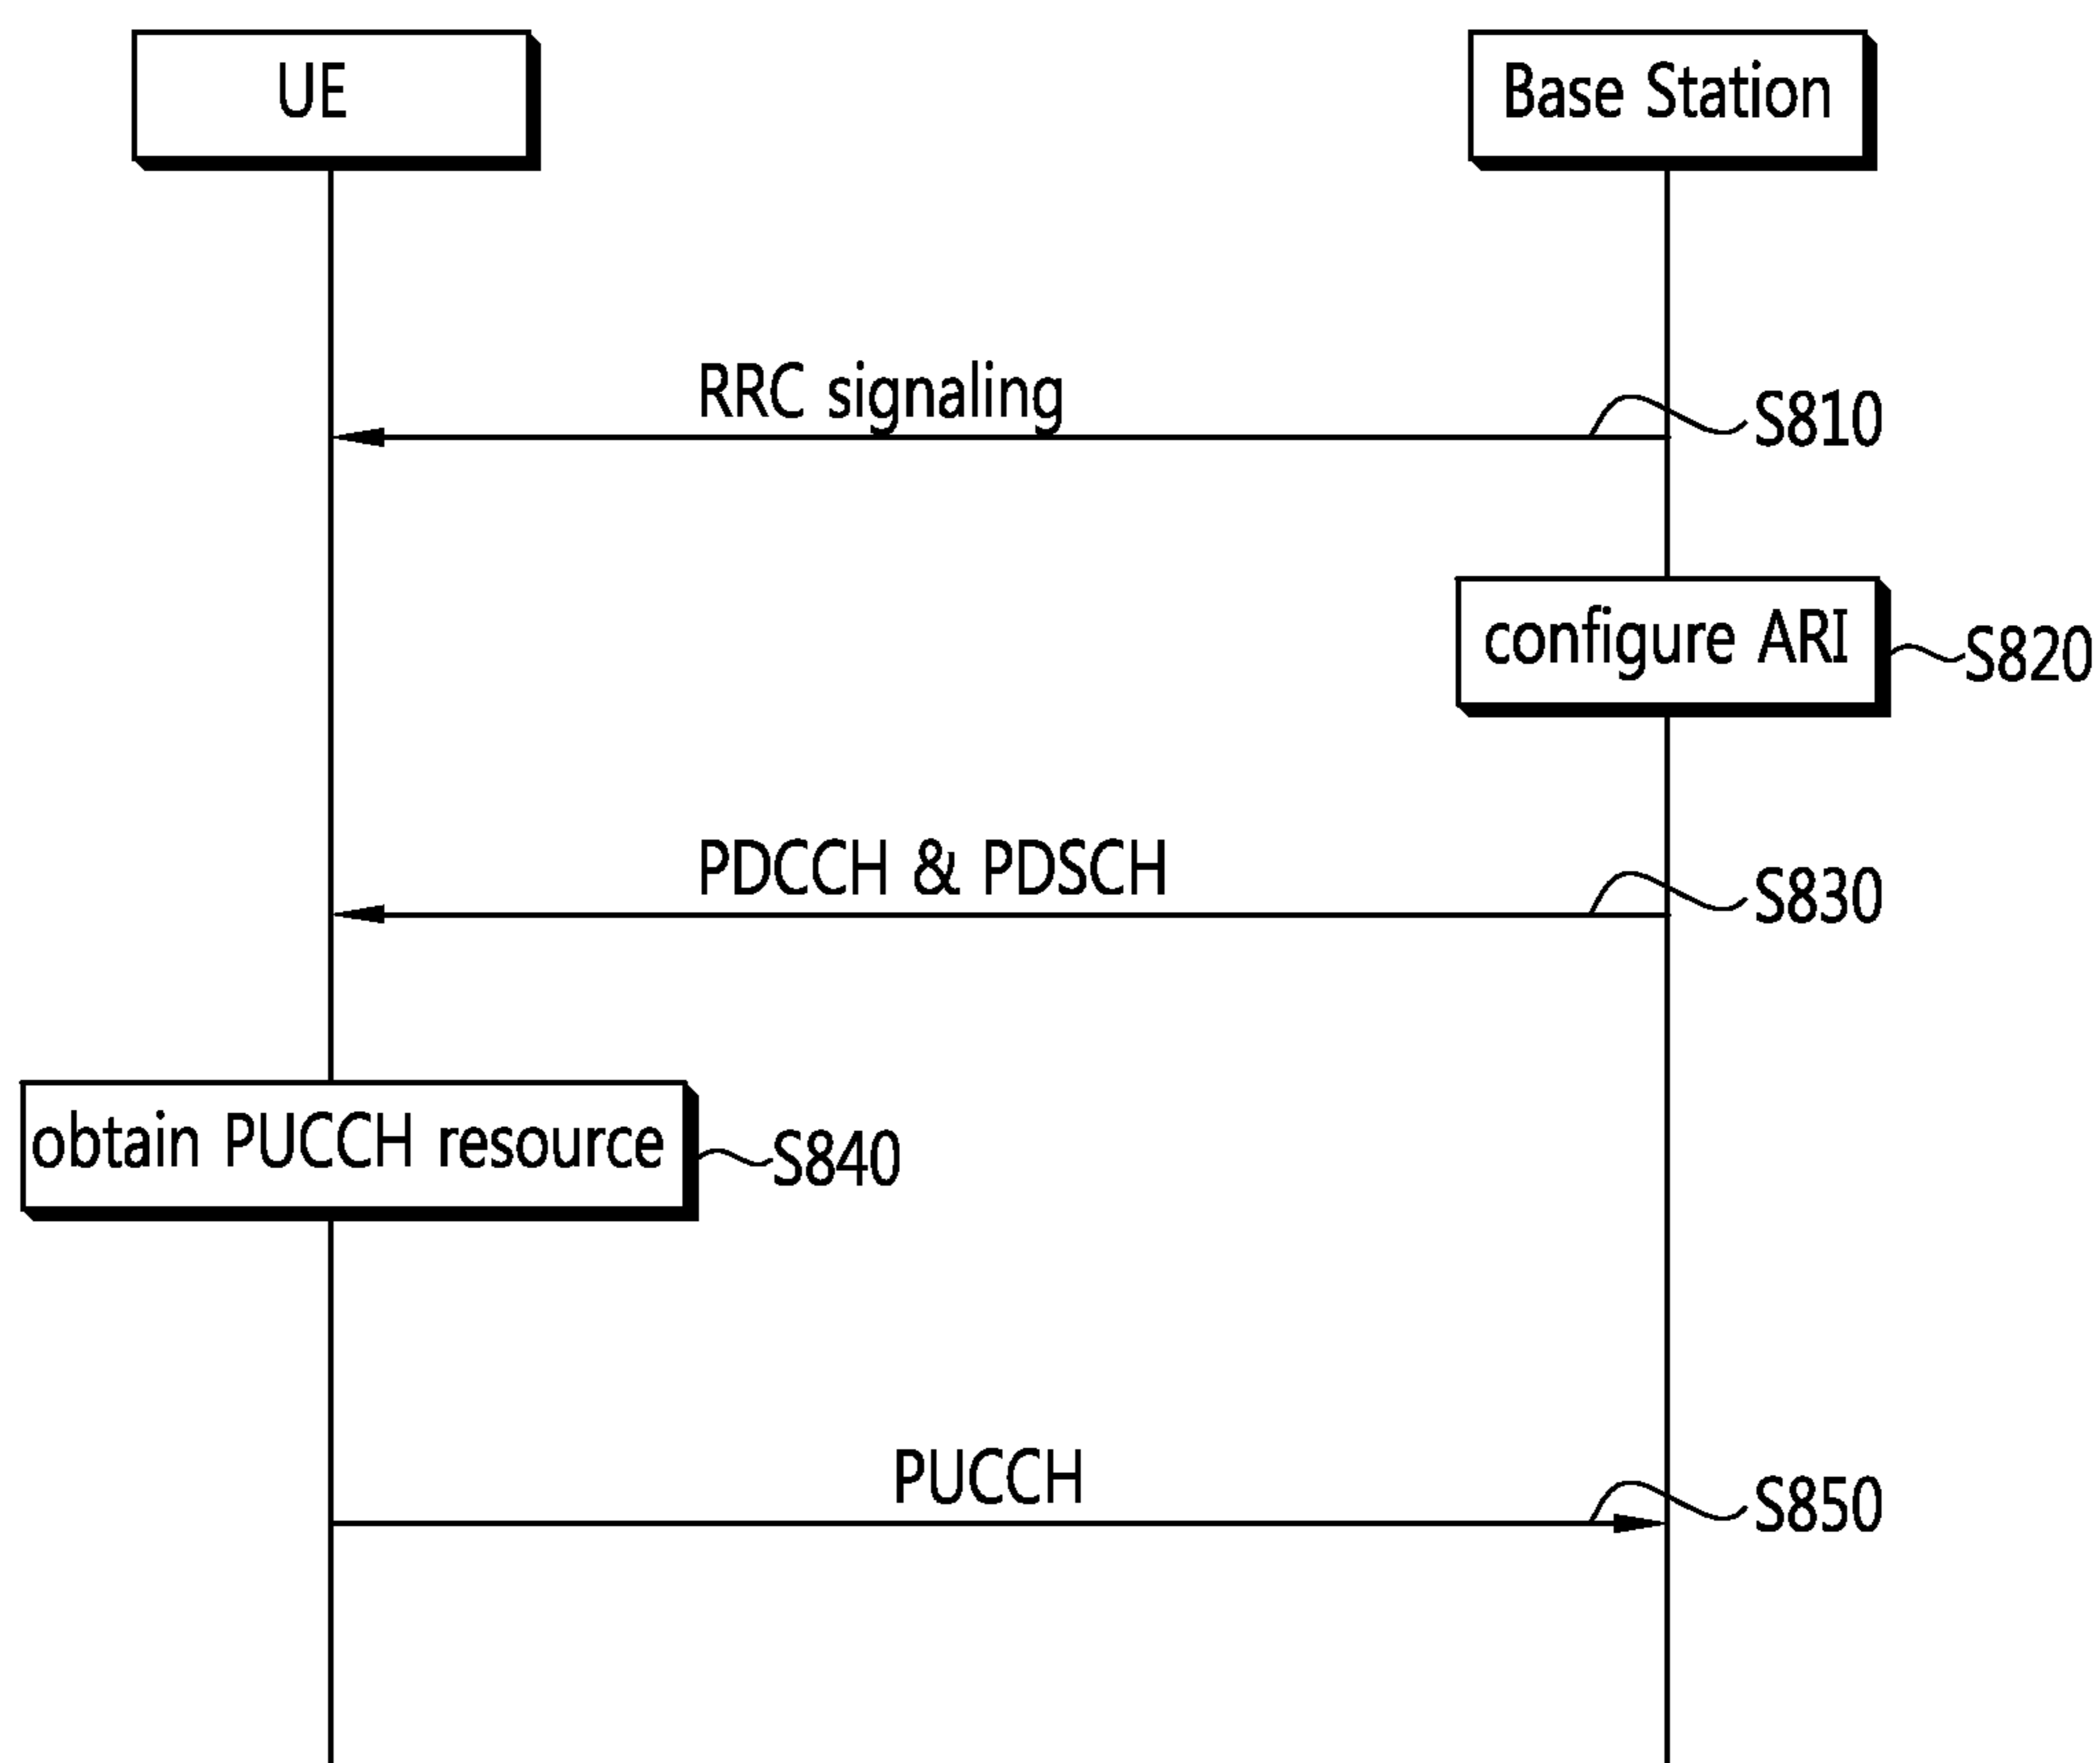 UE
Base Station
RRC signaling
S810
configure ARI
S820
PDCCH & PDSCH
S830
obtain PUCCH resource
S840
PUCCH
S850